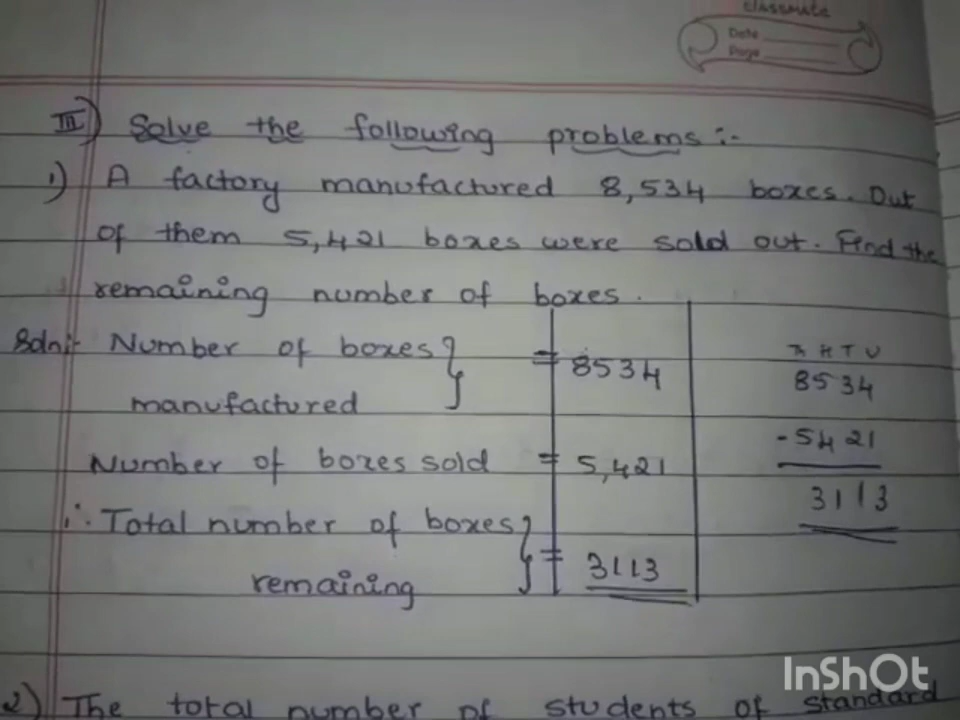 classmate
Date
Page
III) Solve the following problems :-
1) A factory manufactured 8,534 boxes. Out
of them 5,421 boxes were sold out. Find the
remaining number of boxes.
Soln:- Number of boxes } = 8534
manufactured
Number of boxes sold = 5,421
∴ Total number of boxes } = 3113
remaining
Th H T U
8534
-5421
3113
2) The total number of students of standard
InShOt